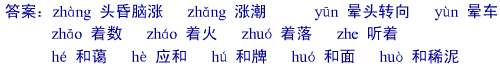 答案：zhàng 头昏脑涨 zhǎng 涨潮 yūn 晕头转向 yùn 晕车
zhāo 着数 zháo 着火 zhuó 着落 zhe 听着
hé 和蔼 hè 应和 hú 和牌 huó 和面 huò 和稀泥